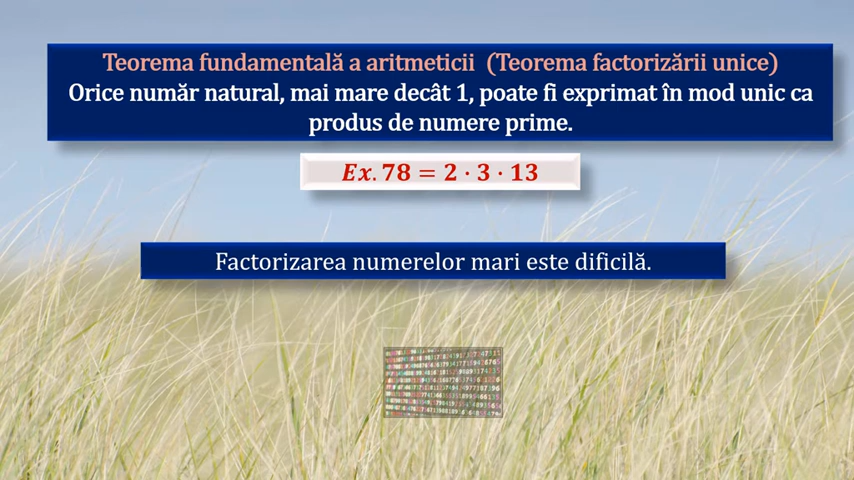 Teorema fundamentală a aritmeticii (Teorema factorizării unice)
Orice număr natural, mai mare decât 1, poate fi exprimat în mod unic ca
produs de numere prime.
Ex. 78 = 2 · 3 · 13
Factorizarea numerelor mari este dificilă.